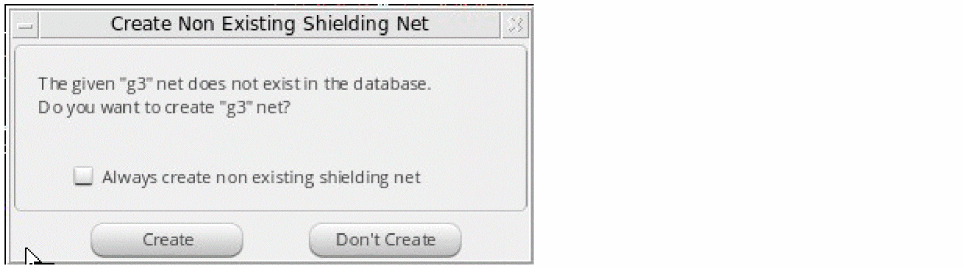 Create Non Existing Shielding Net
The given "g3" net does not exist in the database.
Do you want to create "g3" net?
Always create non existing shielding net
Create
Don't Create